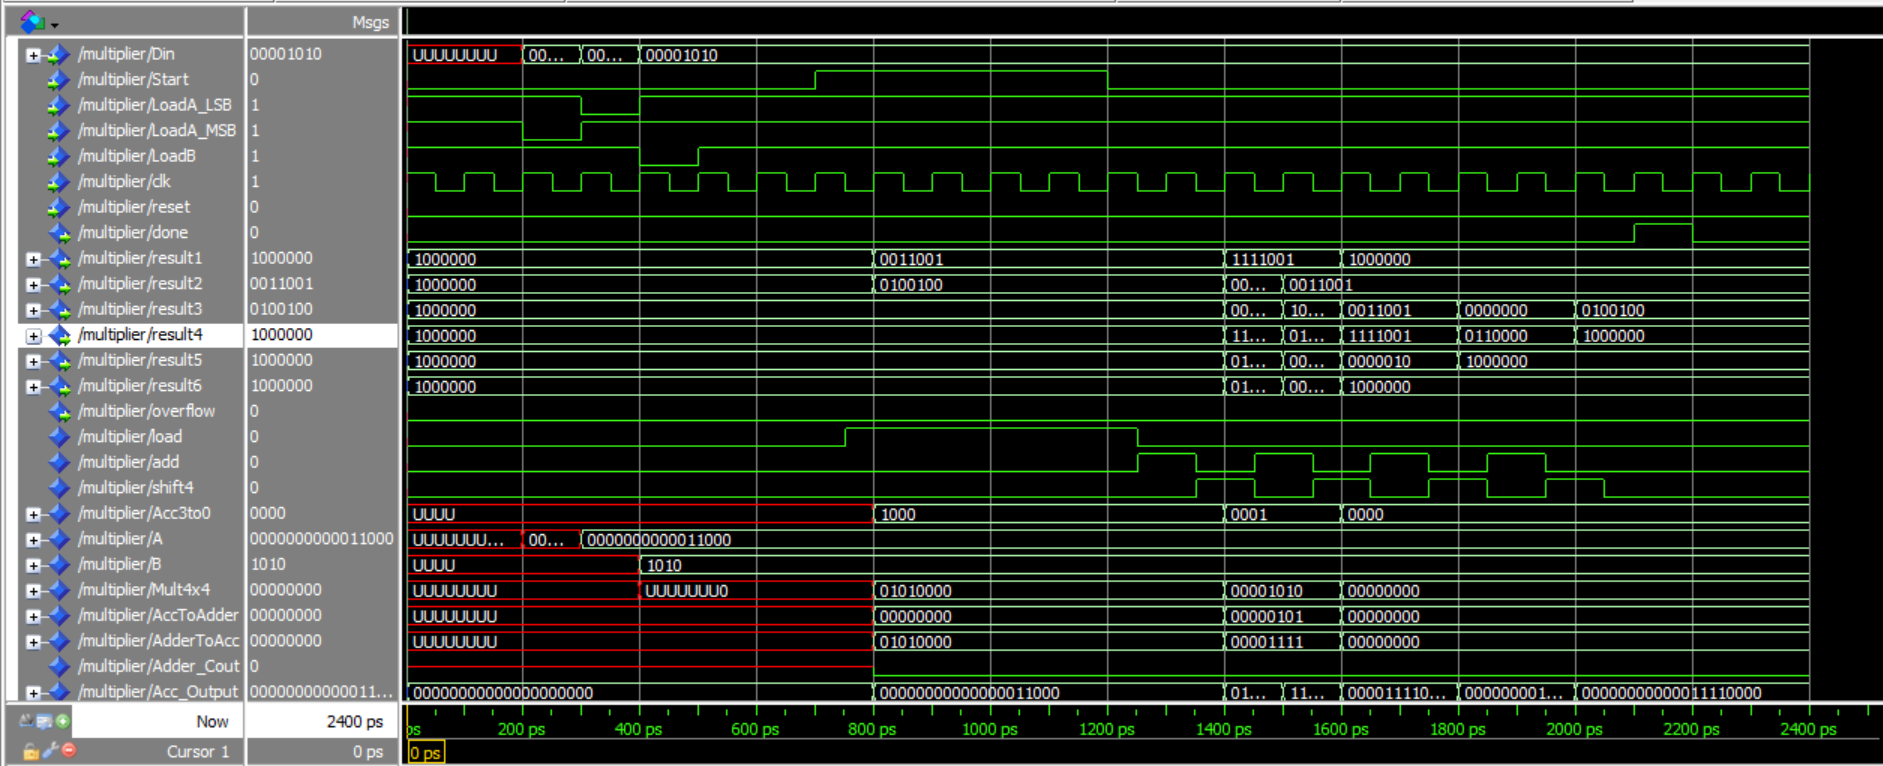 Msgs
/multiplier/Din 00001010 UUUUUUUU 00... 00... 00001010
/multiplier/Start 0
/multiplier/LoadA_LSB 1
/multiplier/LoadA_MSB 1
/multiplier/LoadB 1
/multiplier/clk 1
/multiplier/reset 0
/multiplier/done 0
/multiplier/result1 1000000 1000000 0011001 1111001 1000000
/multiplier/result2 0011001 1000000 0100100 00... 0011001
/multiplier/result3 0100100 1000000 00... 10... 0011001 0000000 0100100
/multiplier/result4 1000000 1000000 11... 01... 1111001 0110000 1000000
/multiplier/result5 1000000 1000000 01... 00... 0000010 1000000
/multiplier/result6 1000000 1000000 01... 00... 1000000
/multiplier/overflow 0
/multiplier/load 0
/multiplier/add 0
/multiplier/shift4 0
/multiplier/Acc3to0 0000 UUUU 1000 0001 0000
/multiplier/A 0000000000011000 UUUUUUU... 00... 0000000000011000
/multiplier/B 1010 UUUU 1010
/multiplier/Mult4x4 00000000 UUUUUUUU UUUUUUU0 01010000 00001010 00000000
/multiplier/AccToAdder 00000000 UUUUUUUU 00000000 00000101 00000000
/multiplier/AdderToAcc 00000000 UUUUUUUU 01010000 00001111 00000000
/multiplier/Adder_Cout 0
/multiplier/Acc_Output 00000000000011... 00000000000000000000 00000000000000011000 01... 11... 000011110... 000000001... 00000000000011110000
Now 2400 ps ps 200 ps 400 ps 600 ps 800 ps 1000 ps 1200 ps 1400 ps 1600 ps 1800 ps 2000 ps 2200 ps 2400 ps
Cursor 1 0 ps 0 ps